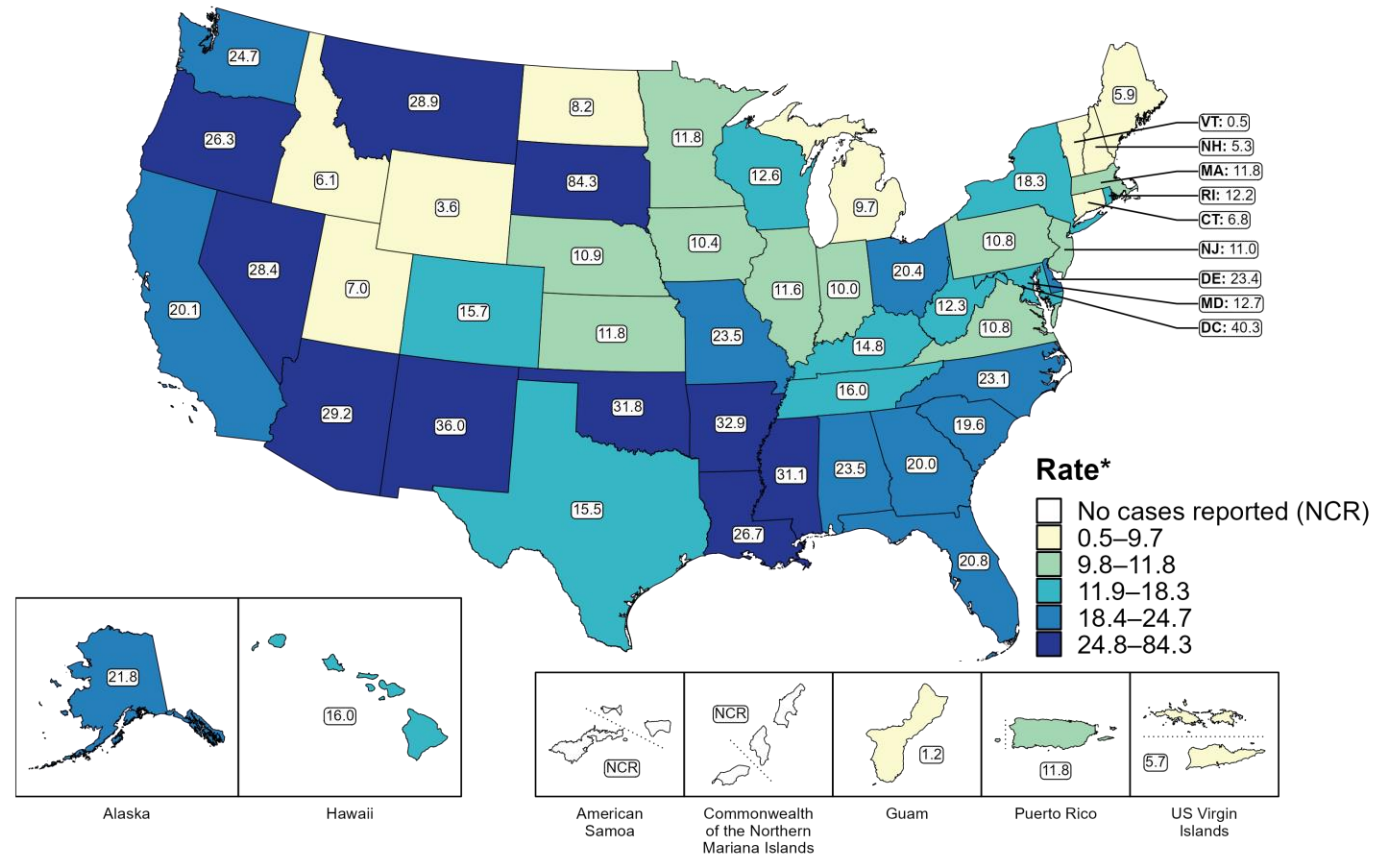 24.7
28.9
8.2
11.8
5.9
VT: 0.5
NH: 5.3
MA: 11.8
RI: 12.2
CT: 6.8
NJ: 11.0
DE: 23.4
MD: 12.7
DC: 40.3
26.3
6.1
3.6
84.3
12.6
9.7
18.3
10.9
10.4
10.8
20.1
28.4
7.0
15.7
11.8
11.6
10.0
20.4
12.3
10.8
23.5
14.8
16.0
23.1
29.2
36.0
31.8
32.9
31.1
23.5
20.0
19.6
15.5
26.7
20.8
Rate*
No cases reported (NCR)
0.5–9.7
9.8–11.8
11.9–18.3
18.4–24.7
24.8–84.3
21.8
16.0
NCR
NCR
1.2
11.8
5.7
Alaska
Hawaii
American
Samoa
Commonwealth
of the Northern
Mariana Islands
Guam
Puerto Rico
US Virgin
Islands